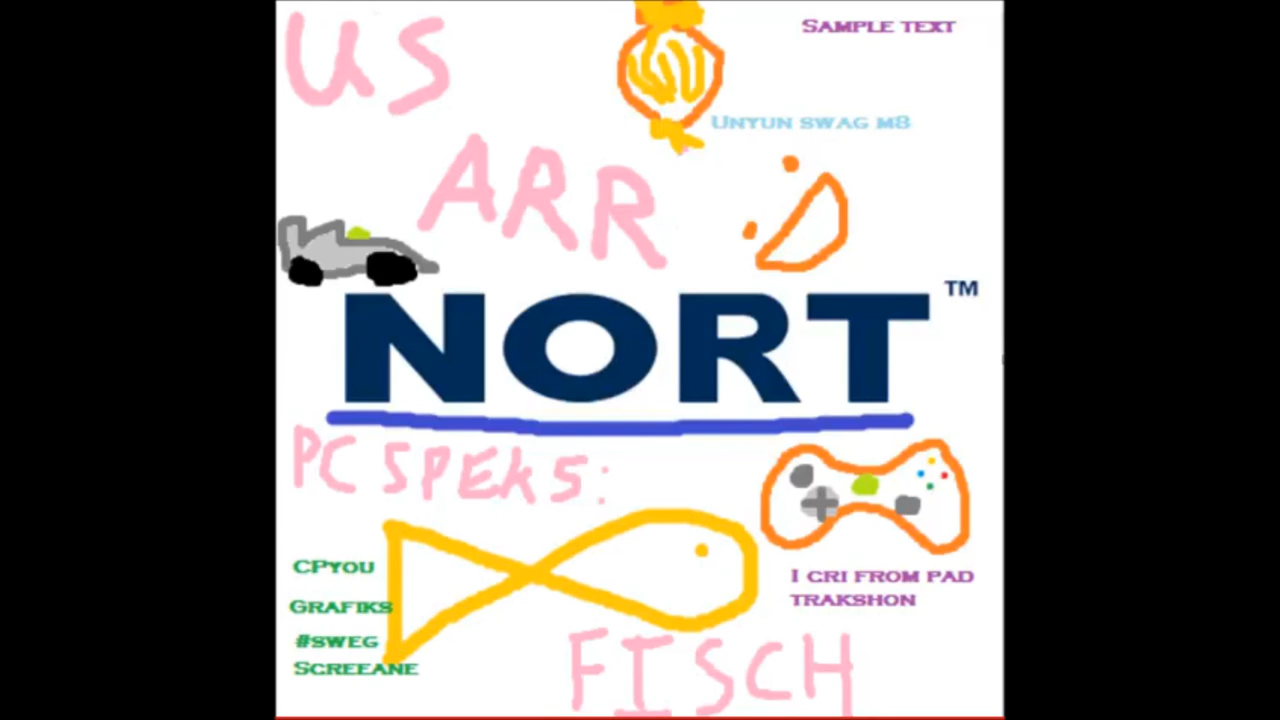 US
SAMPLE TEXT
UNYUN SWAG M8
ARR
NORT™
PC SPEKS:
CPYOU
GRAFIKS
#SWEG
SCREEANE
I CRI FROM PAD
TRAKSHON
FISCH